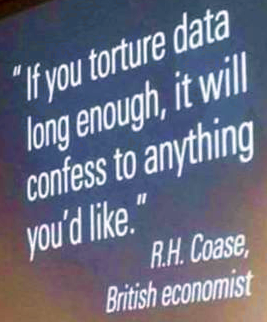 "If you torture data
long enough, it will
confess to anything
you'd like."
R.H. Coase,
British economist